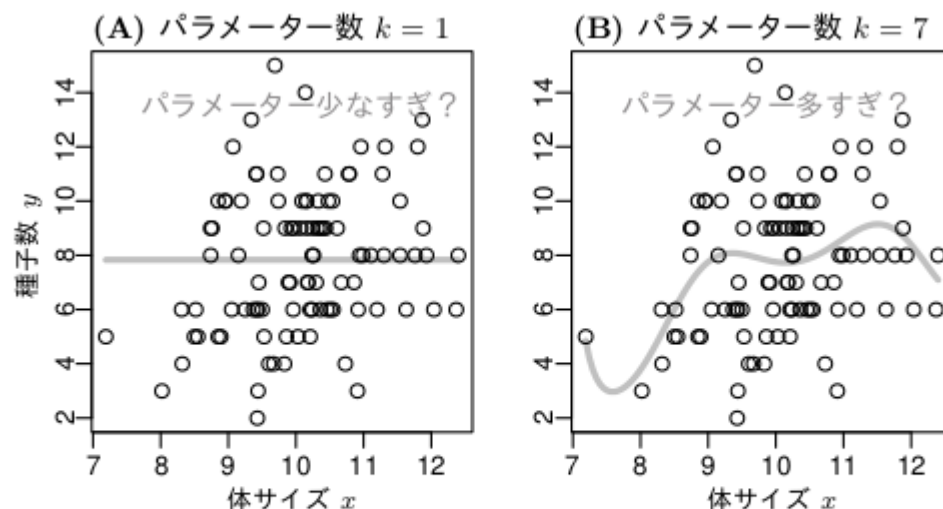 (A) パラメーター数 k = 1
(B) パラメーター数 k = 7
パラメーター少なすぎ？
パラメーター多すぎ？
種子数 y
14
12
10
8
6
4
2
7 8 9 10 11 12
7 8 9 10 11 12
体サイズ x
体サイズ x
14
12
10
8
6
4
2